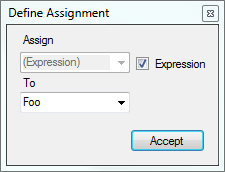 Define Assignment
Assign
(Expression) Expression
To
Foo
Accept